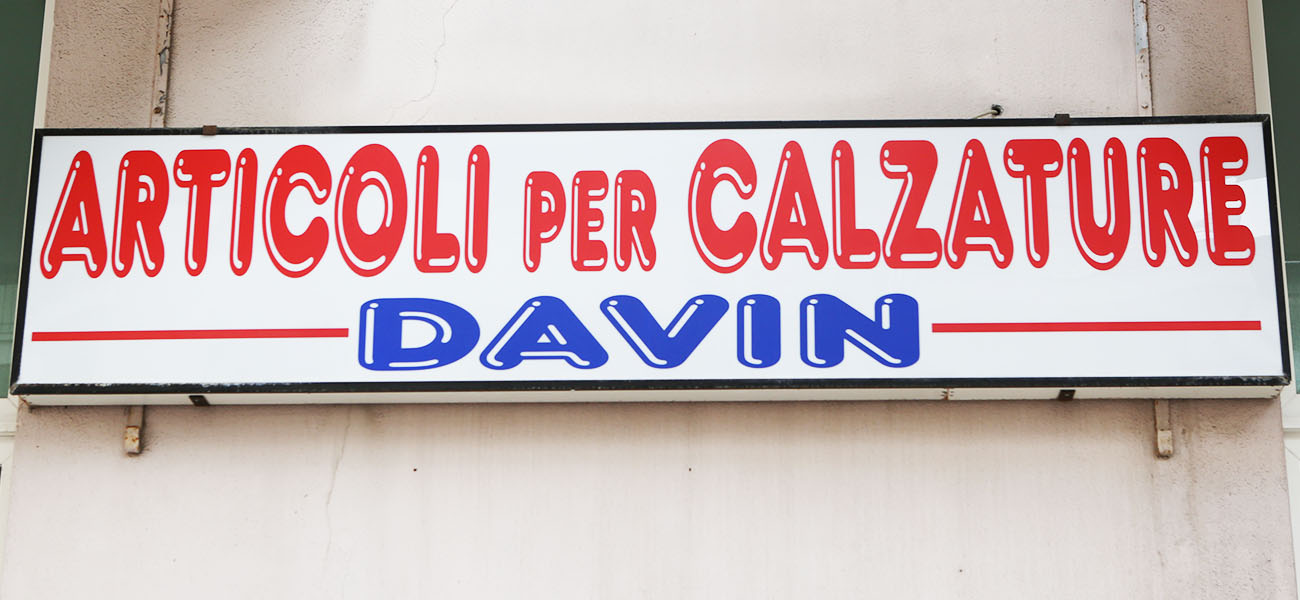 ARTICOLI PER CALZATURE
DAVIN